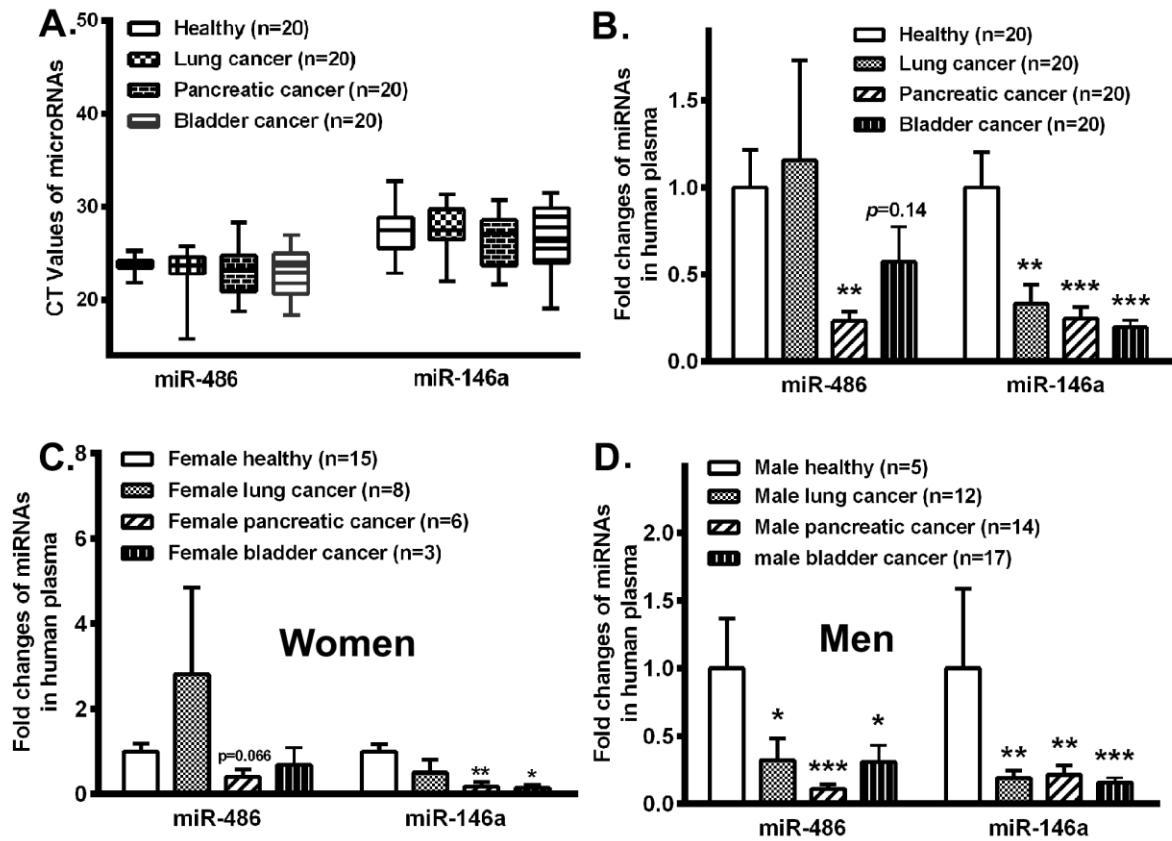 A.
50
40
30
20
CT Values of microRNAs
Healthy (n=20)
Lung cancer (n=20)
Pancreatic cancer (n=20)
Bladder cancer (n=20)
miR-486
miR-146a
B.
1.5
1.0
0.5
0.0
Fold changes of miRNAs
in human plasma
Healthy (n=20)
Lung cancer (n=20)
Pancreatic cancer (n=20)
Bladder cancer (n=20)
**
p=0.14
**
***
***
miR-486
miR-146a
C.
8
6
4
2
0
Fold changes of miRNAs
in human plasma
Female healthy (n=15)
Female lung cancer (n=8)
Female pancreatic cancer (n=6)
Female bladder cancer (n=3)
Women
p=0.066
**
*
miR-486
miR-146a
D.
2.0
1.5
1.0
0.5
0.0
Fold changes of miRNAs
in human plasma
Male healthy (n=5)
Male lung cancer (n=12)
Male pancreatic cancer (n=14)
male bladder cancer (n=17)
Men
*
***
*
**
**
***
miR-486
miR-146a